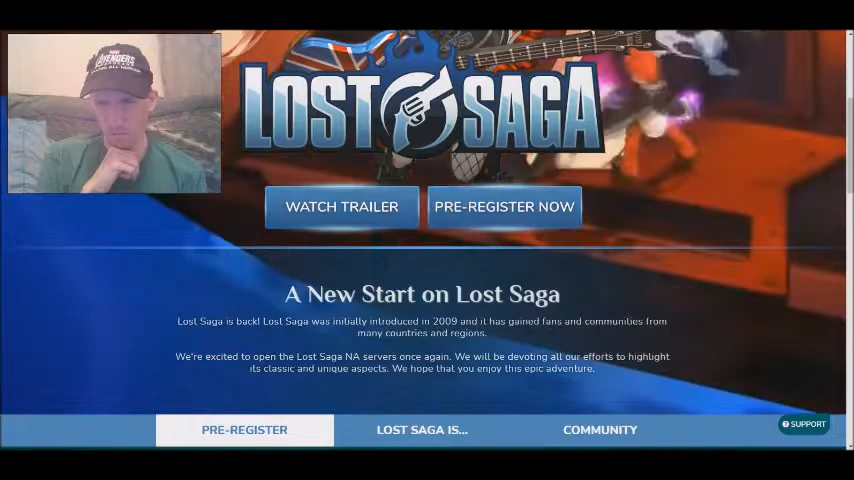 AVENGERS
LOST SAGA
WATCH TRAILER
PRE-REGISTER NOW
A New Start on Lost Saga
Lost Saga is back! Lost Saga was initially introduced in 2009 and it has gained fans and communities from
many countries and regions.
We're excited to open the Lost Saga NA servers once again. We will be devoting all our efforts to highlight
its classic and unique aspects. We hope that you enjoy this epic adventure.
PRE-REGISTER
LOST SAGA IS...
COMMUNITY
? SUPPORT